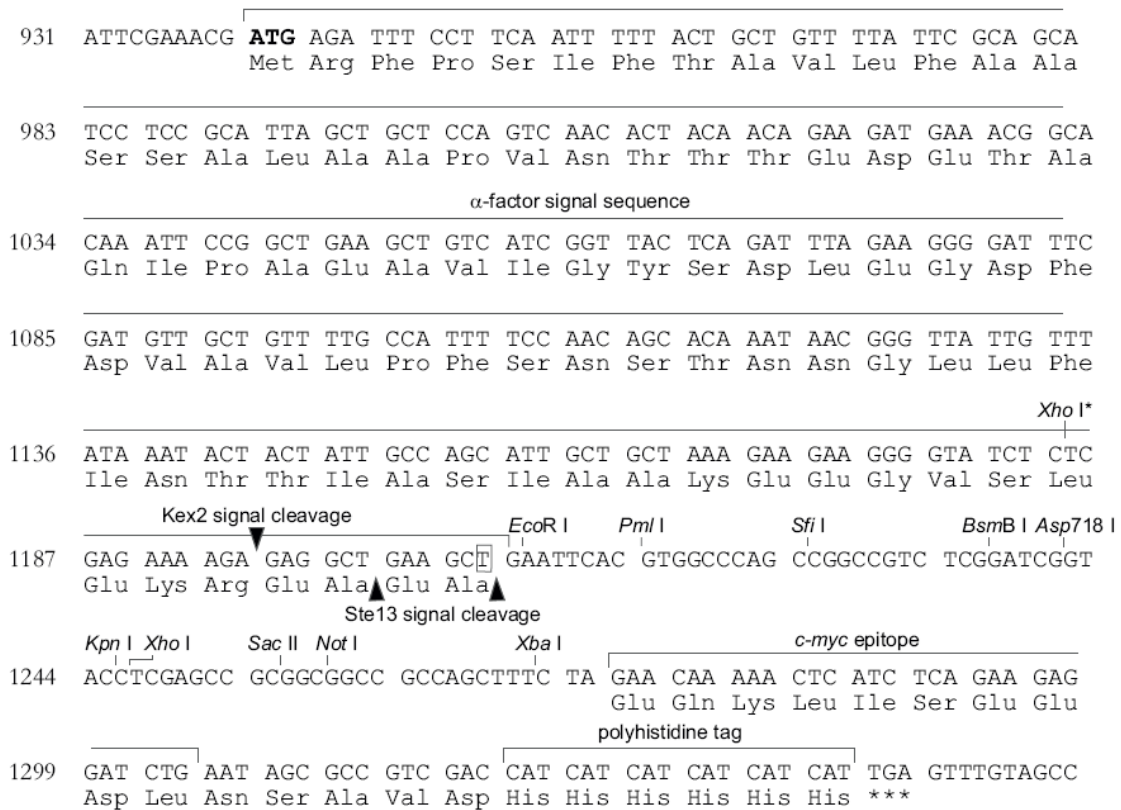 931 ATTCGAAACG ATG AGA TTT CCT TCA ATT TTT ACT GCT GTT TTA TTC GCA GCA
Met Arg Phe Pro Ser Ile Phe Thr Ala Val Leu Phe Ala Ala
983 TCC TCC GCA TTA GCT GCT CCA GTC AAC ACT ACA ACA GAA GAT GAA ACG GCA
Ser Ser Ala Leu Ala Ala Pro Val Asn Thr Thr Thr Glu Asp Glu Thr Ala
α-factor signal sequence
1034 CAA ATT CCG GCT GAA GCT GTC ATC GGT TAC TCA GAT TTA GAA GGG GAT TTC
Gln Ile Pro Ala Glu Ala Val Ile Gly Tyr Ser Asp Leu Glu Gly Asp Phe
1085 GAT GTT GCT GTT TTG CCA TTT TCC AAC AGC ACA AAT AAC GGG TTA TTG TTT
Asp Val Ala Val Leu Pro Phe Ser Asn Ser Thr Asn Asn Gly Leu Leu Phe
Xho I*
1136 ATA AAT ACT ACT ATT GCC AGC ATT GCT GCT AAA GAA GAA GGG GTA TCT CTC
Ile Asn Thr Thr Ile Ala Ser Ile Ala Ala Lys Glu Glu Gly Val Ser Leu
Kex2 signal cleavage EcoR I Pml I Sfi I BsmB I Asp718 I
1187 GAG AAA AGA GAG GCT GAA GCT GAATTCAC GTGGCCCAG CCGGCCGTC TCGGATCGGT
Glu Lys Arg Glu Ala Glu Ala
Ste13 signal cleavage
Kpn I Xho I Sac II Not I Xba I c-myc epitope
1244 ACCTCGAGCC GCGGCGGCC GCCAGCTTTC TA GAA CAA AAA CTC ATC TCA GAA GAG
Glu Gln Lys Leu Ile Ser Glu Glu
polyhistidine tag
1299 GAT CTG AAT AGC GCC GTC GAC CAT CAT CAT CAT CAT CAT TGA GTTTGTAGCC
Asp Leu Asn Ser Ala Val Asp His His His His His His ***